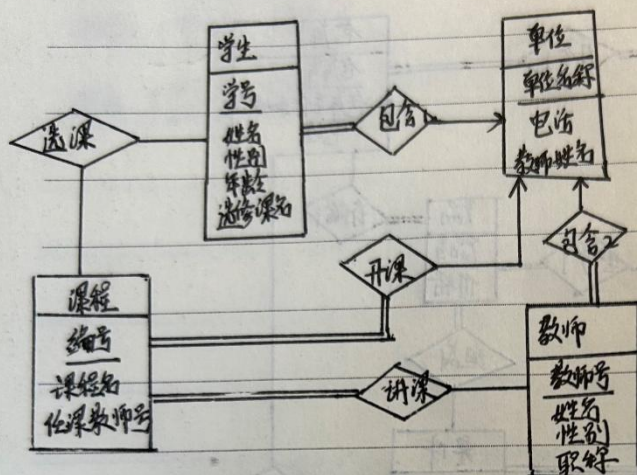 学生
学号
姓名
性别
年龄
选修课名
单位
单位名称
电话
教师姓名
选课
包含
开课
包含2
课程
编号
课程名
任课教师号
讲课
教师
教师号
姓名
性别
职称